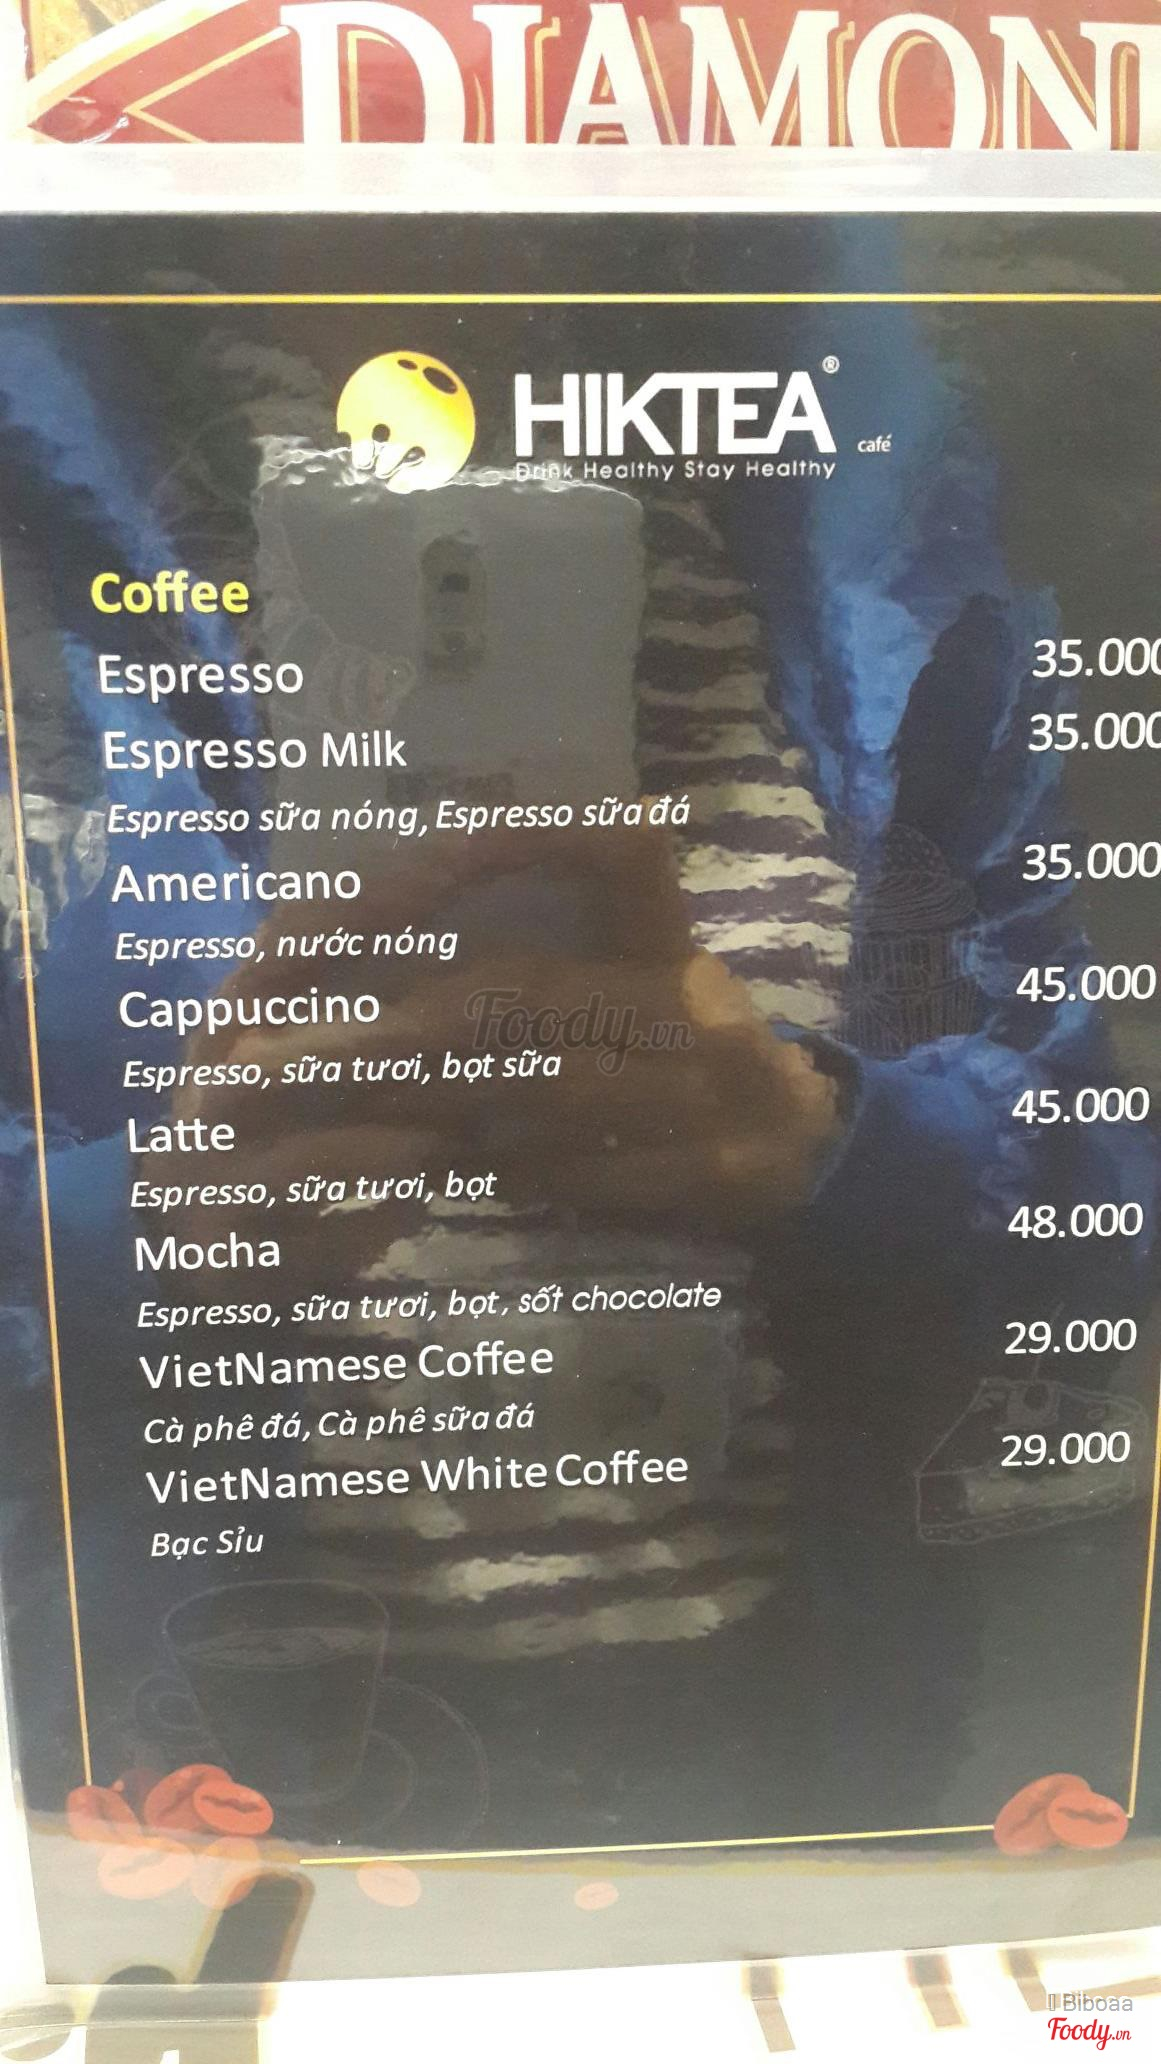 DIAMON
HIKTEA® café
Drink Healthy Stay Healthy
Coffee
Espresso 35.000
Espresso Milk 35.000
Espresso sữa nóng, Espresso sữa đá
Americano 35.000
Espresso, nước nóng
Cappuccino 45.000
Espresso, sữa tươi, bọt sữa
Latte 45.000
Espresso, sữa tươi, bọt
Mocha 48.000
Espresso, sữa tươi, bọt, sốt chocolate
VietNamese Coffee 29.000
Cà phê đá, Cà phê sữa đá
VietNamese White Coffee 29.000
Bạc Sỉu
Foody.vn
Biboaa
Foody.vn